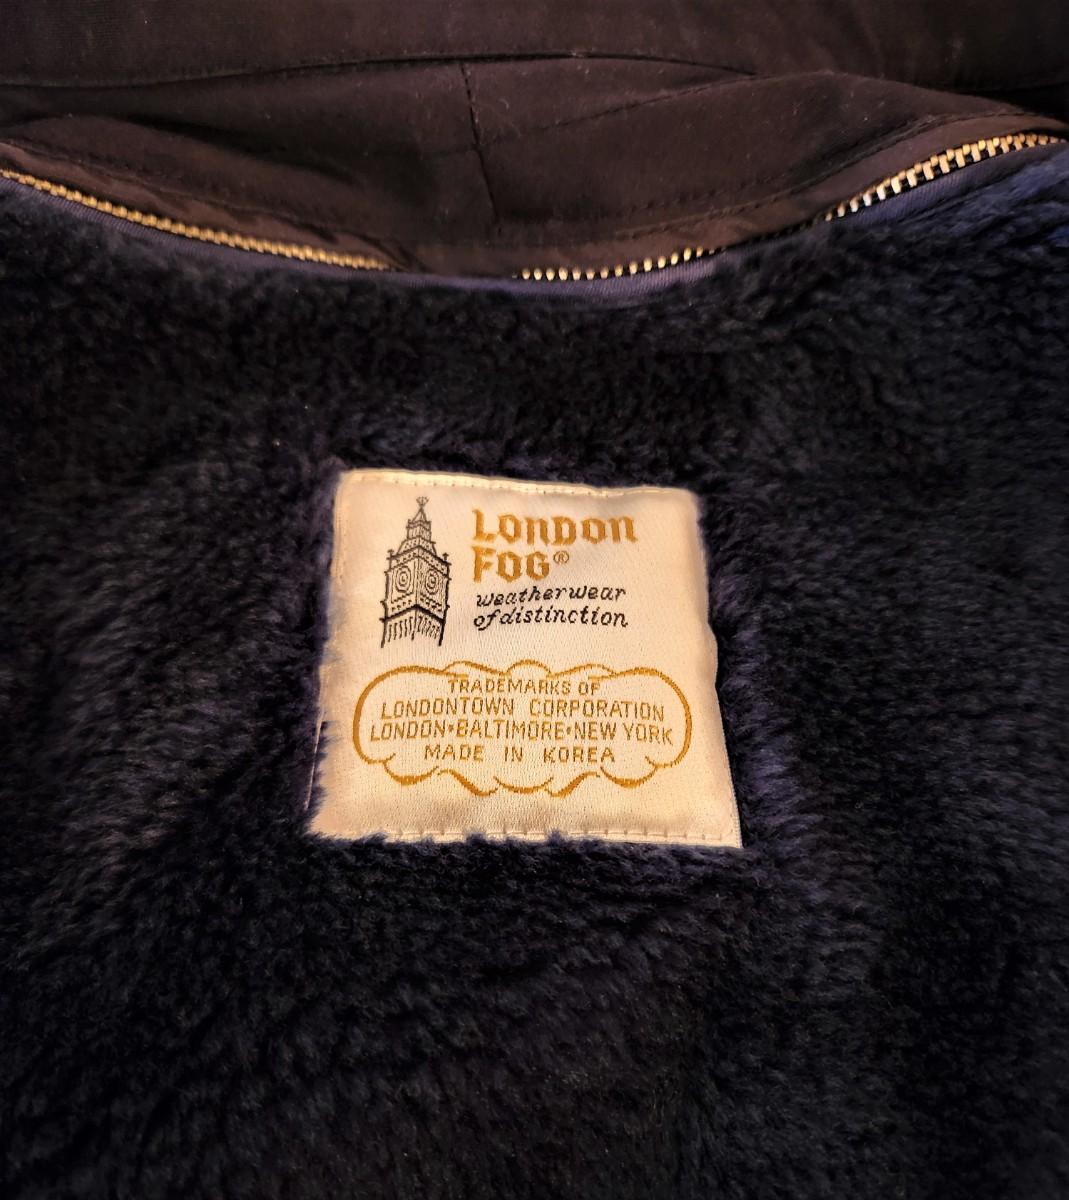 LONDON
FOG®
weatherwear
of distinction
TRADEMARKS OF
LONDONTOWN CORPORATION
LONDON•BALTIMORE•NEW YORK
MADE IN KOREA